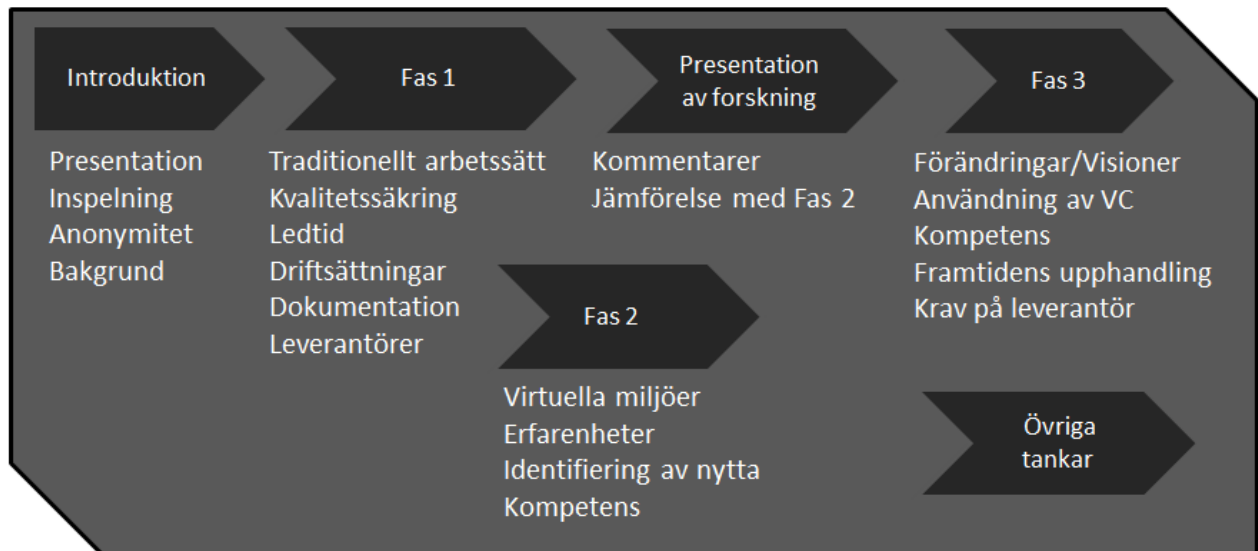 Introduktion
Presentation
Inspelning
Anonymitet
Bakgrund
Fas 1
Traditionellt arbetssätt
Kvalitetssäkring
Ledtid
Driftsättningar
Dokumentation
Leverantörer
Fas 2
Virtuella miljöer
Erfarenheter
Identifiering av nytta
Kompetens
Presentation
av forskning
Kommentarer
Jämförelse med Fas 2
Fas 3
Förändringar/Visioner
Användning av VC
Kompetens
Framtidens upphandling
Krav på leverantör
Övriga
tankar